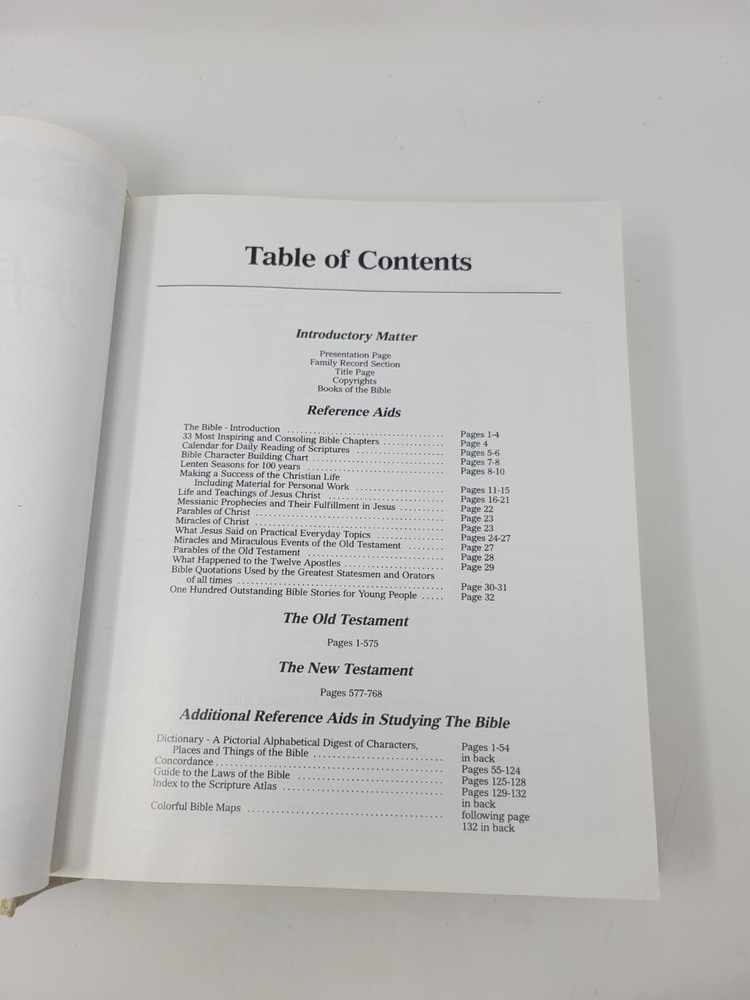 Table of Contents
Introductory Matter
Presentation Page
Family Record Section
Title Page
Copyrights
Books of the Bible
Reference Aids
The Bible - Introduction ................................ Pages 1-4
33 Most Inspiring and Consoling Bible Chapters ............ Page 4
Calendar for Daily Reading of Scriptures ................. Pages 5-6
Bible Character Building Chart .......................... Pages 7-8
Lenten Seasons for 100 years ........................... Pages 8-10
Making a Success of the Christian Life
Including Material for Personal Work ................. Pages 11-15
Life and Teachings of Jesus Christ ...................... Pages 16-21
Messianic Prophecies and Their Fulfillment in Jesus ......... Page 22
Parables of Christ ..................................... Page 23
Miracles of Christ ..................................... Page 23
What Jesus Said on Practical Everyday Topics ............. Pages 24-27
Miracles and Miraculous Events of the Old Testament ....... Page 27
Parables of the Old Testament .......................... Page 28
What Happened to the Twelve Apostles .................... Page 29
Bible Quotations Used by the Greatest Statesmen and Orators
of all times ......................................... Pages 30-31
One Hundred Outstanding Bible Stories for Young People ..... Page 32
The Old Testament
Pages 1-575
The New Testament
Pages 577-768
Additional Reference Aids in Studying The Bible
Dictionary - A Pictorial Alphabetical Digest of Characters, Pages 1-54
Places and Things of the Bible .......................... in back
Concordance ............................................ Pages 55-124
Guide to the Laws of the Bible ........................... Pages 125-128
Index to the Scripture Atlas ............................. Pages 129-132
in back
Colorful Bible Maps ..................................... following page
132 in back